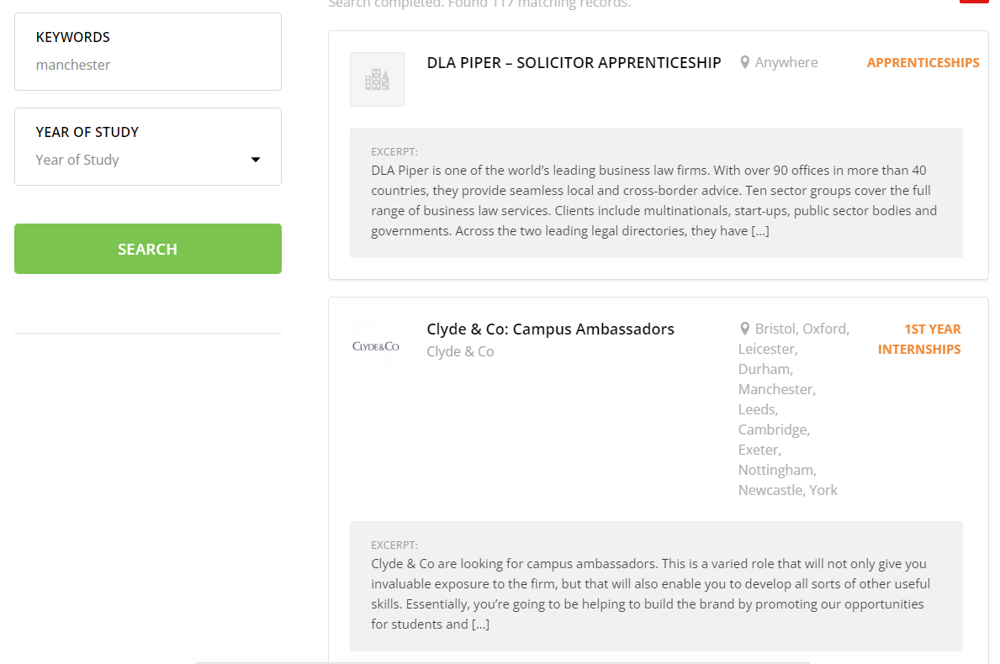 Search completed. Found 117 matching records.
KEYWORDS
manchester
YEAR OF STUDY
Year of Study
SEARCH
DLA PIPER – SOLICITOR APPRENTICESHIP
Anywhere
APPRENTICESHIPS
EXCERPT:
DLA Piper is one of the world’s leading business law firms. With over 90 offices in more than 40
countries, they provide seamless local and cross-border advice. Ten sector groups cover the full
range of business law services. Clients include multinationals, start-ups, public sector bodies and
governments. Across the two leading legal directories, they have […]
CLYDE&CO
Clyde & Co: Campus Ambassadors
Clyde & Co
Bristol, Oxford,
Leicester,
Durham,
Manchester,
Leeds,
Cambridge,
Exeter,
Nottingham,
Newcastle, York
1ST YEAR
INTERNSHIPS
EXCERPT:
Clyde & Co are looking for campus ambassadors. This is a varied role that will not only give you
invaluable exposure to the firm, but that will also enable you to develop all sorts of other useful
skills. Essentially, you’re going to be helping to build the brand by promoting our opportunities
for students and […]